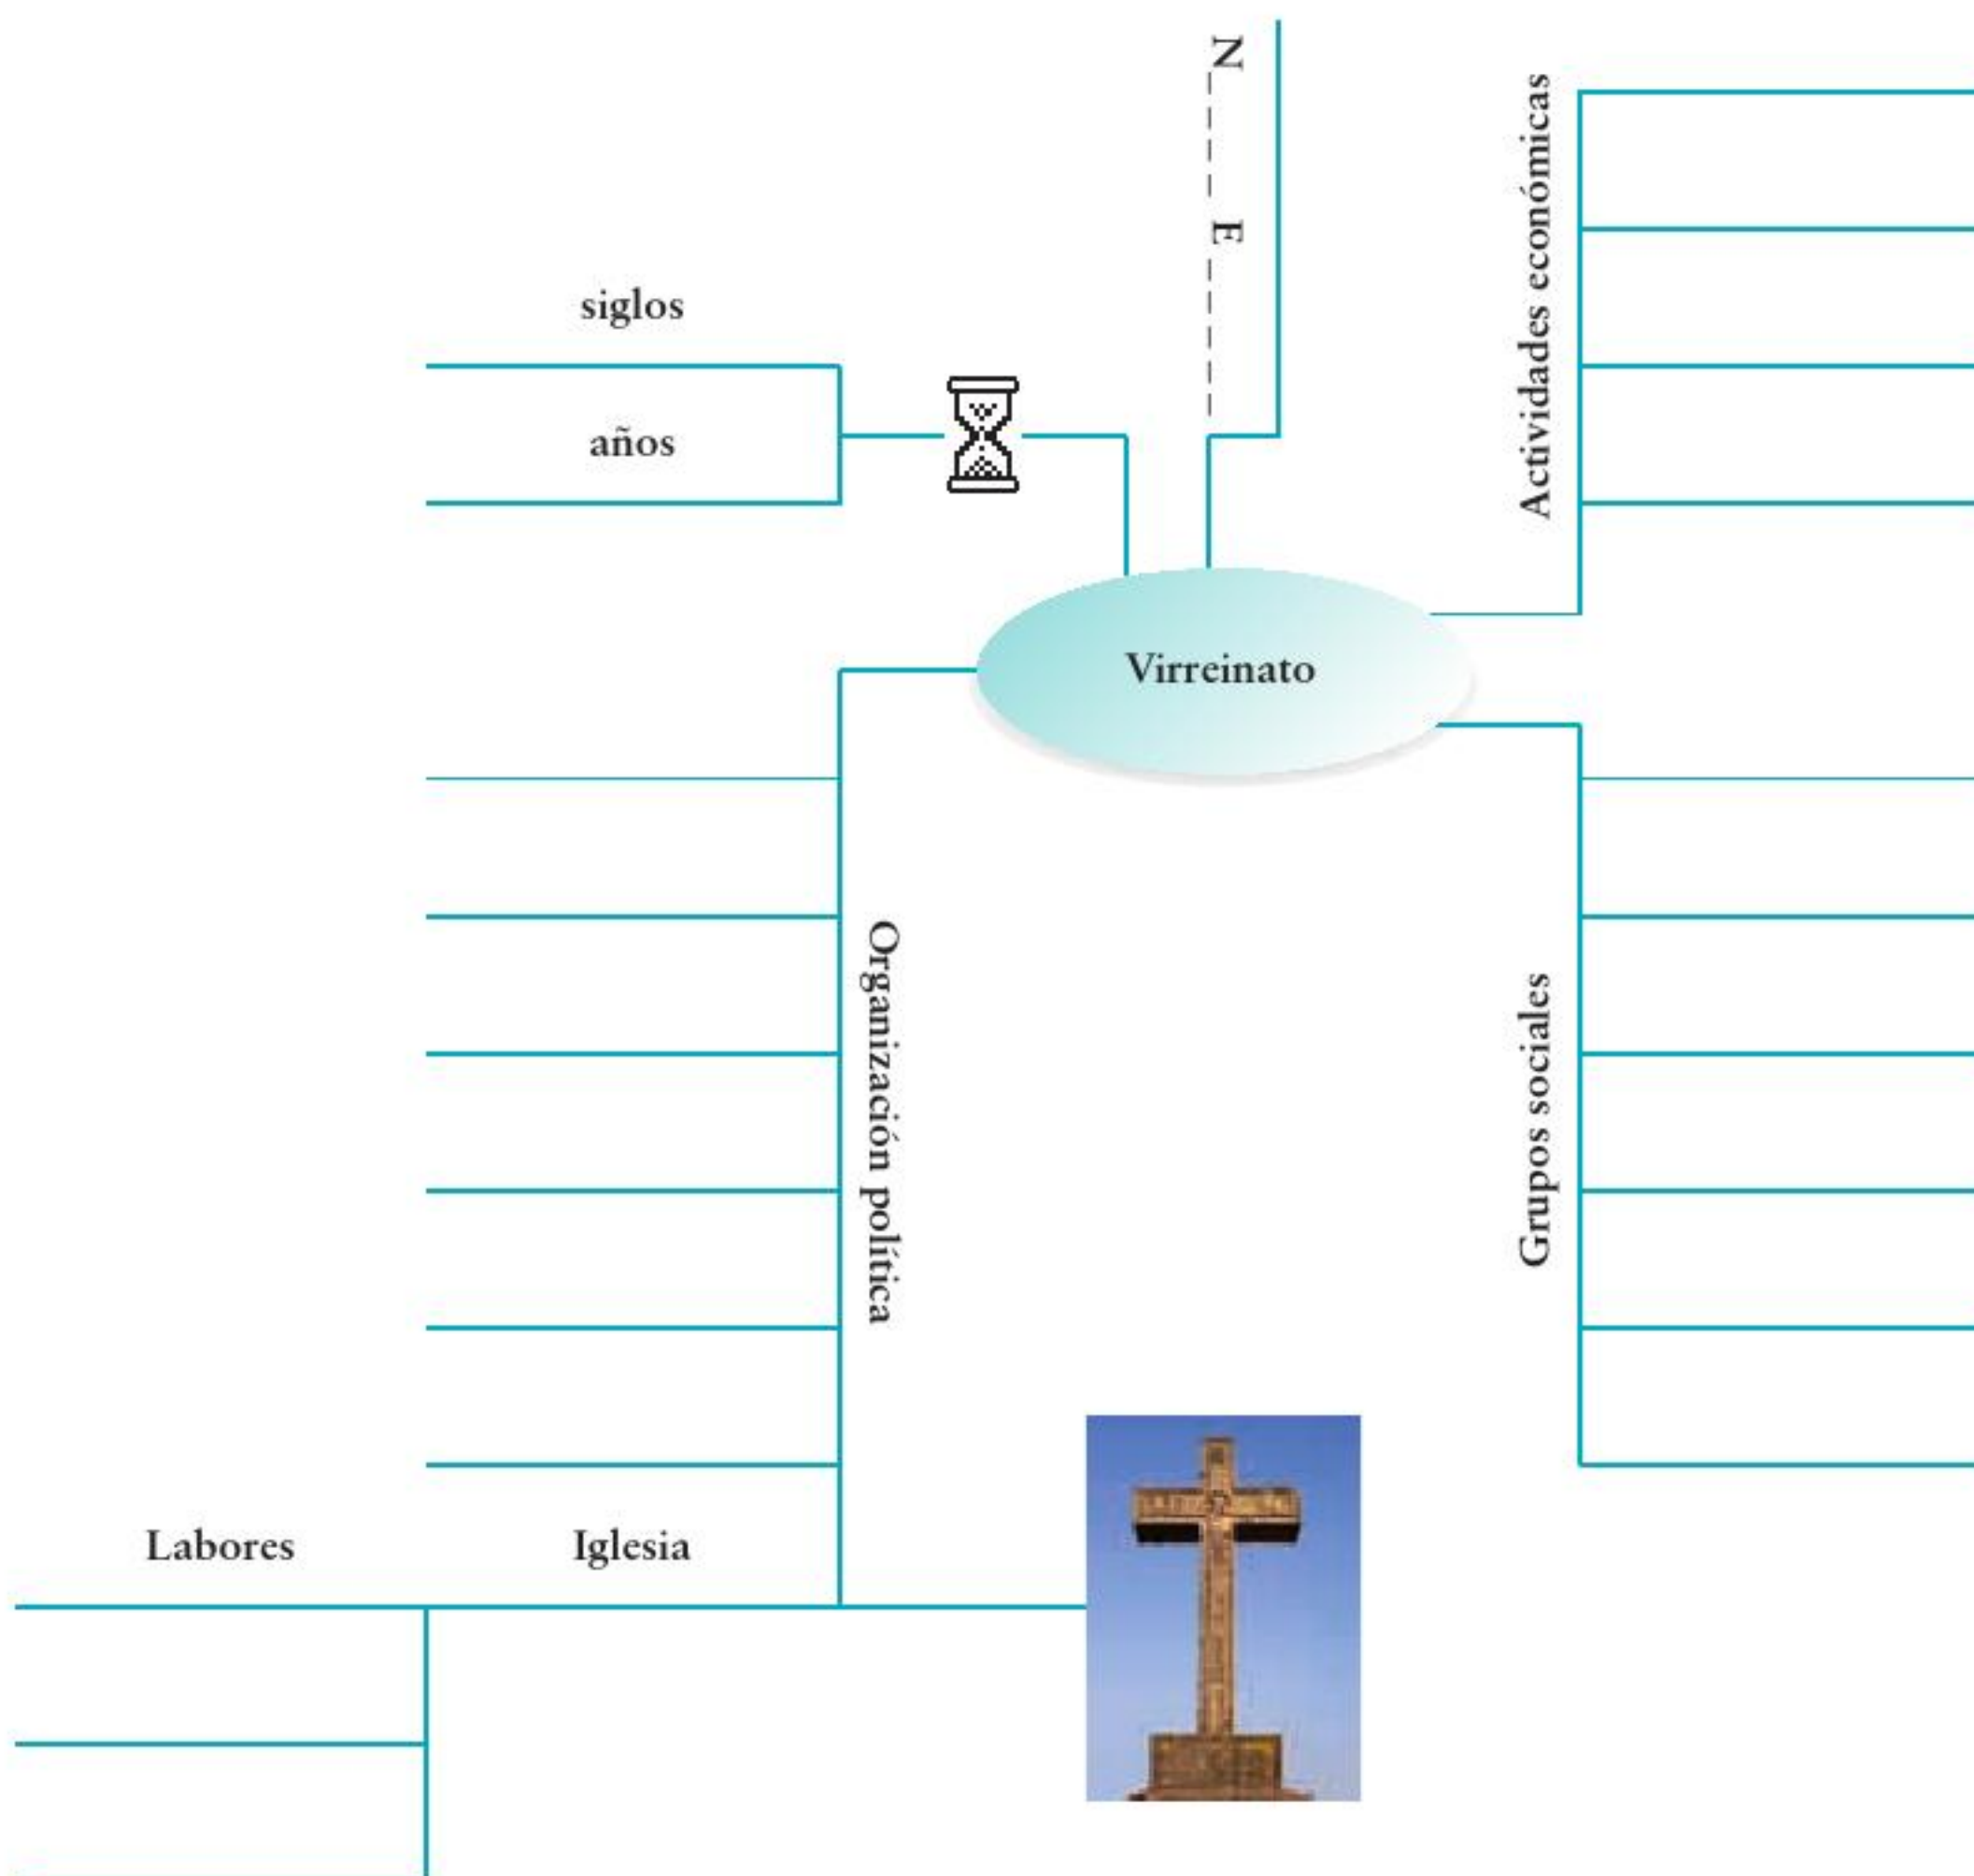 N _ _ _ _ E _ _ _ _ _
Actividades económicas
siglos
años
Virreinato
Organización política
Grupos sociales
Labores
Iglesia